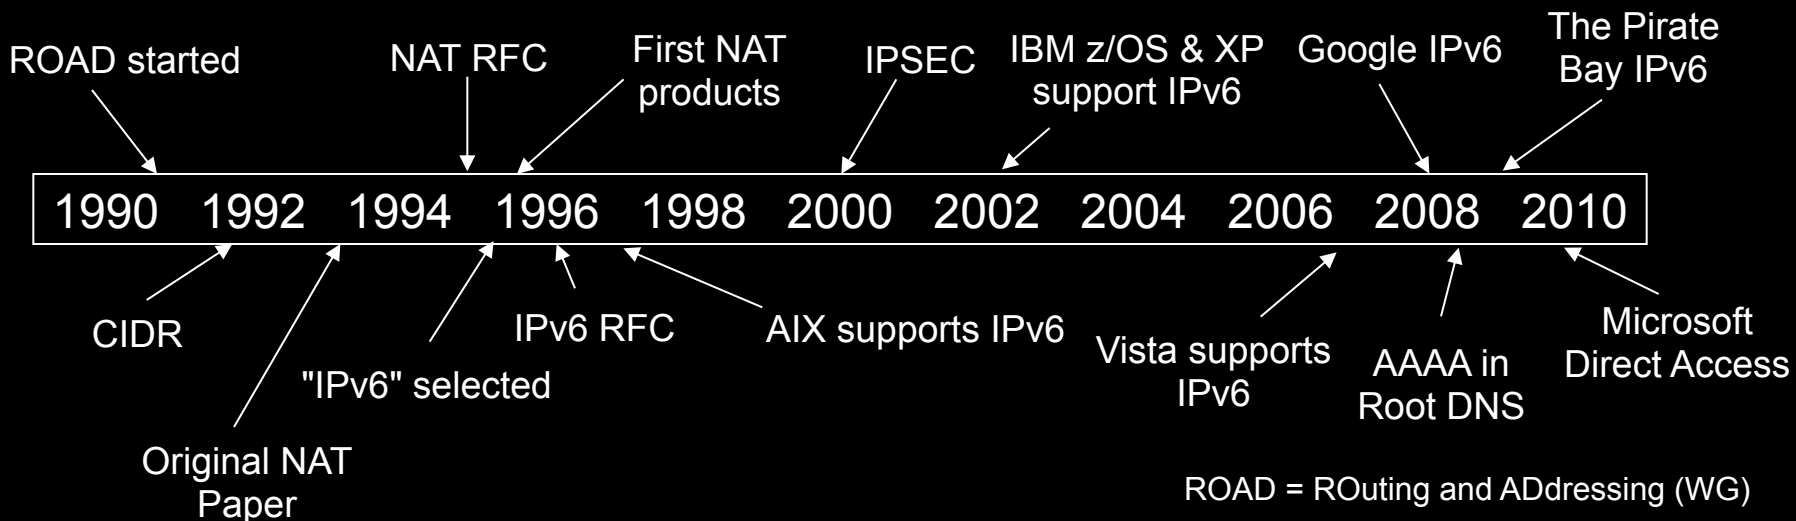 ROAD started
NAT RFC
First NAT
products
IPSEC
IBM z/OS & XP
support IPv6
Google IPv6
The Pirate
Bay IPv6
1990 1992 1994 1996 1998 2000 2002 2004 2006 2008 2010
CIDR
Original NAT
Paper
"IPv6" selected
IPv6 RFC
AIX supports IPv6
Vista supports
IPv6
AAAA in
Root DNS
Microsoft
Direct Access
ROAD = ROuting and ADdressing (WG)